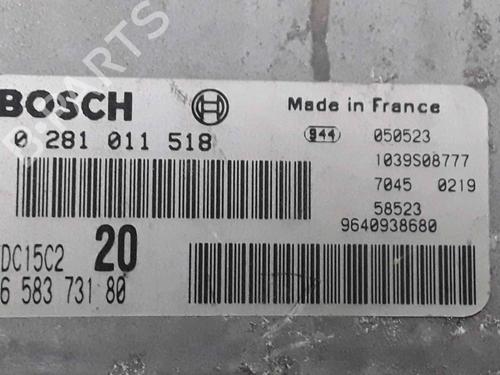 B-PARTS
BOSCH
Made in France
0 281 011 518
944 050523
1039S08777
7045 0219
58523
9640938680
DC15C2 20
6 583 731 80